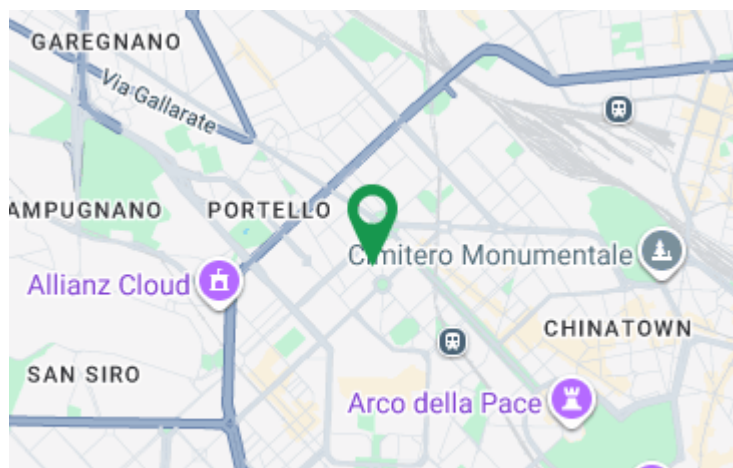 GAREGNANO
Via Gallarate
AMPUGNANO
PORTELLO
Cimitero Monumentale
Allianz Cloud
CHINATOWN
SAN SIRO
Arco della Pace